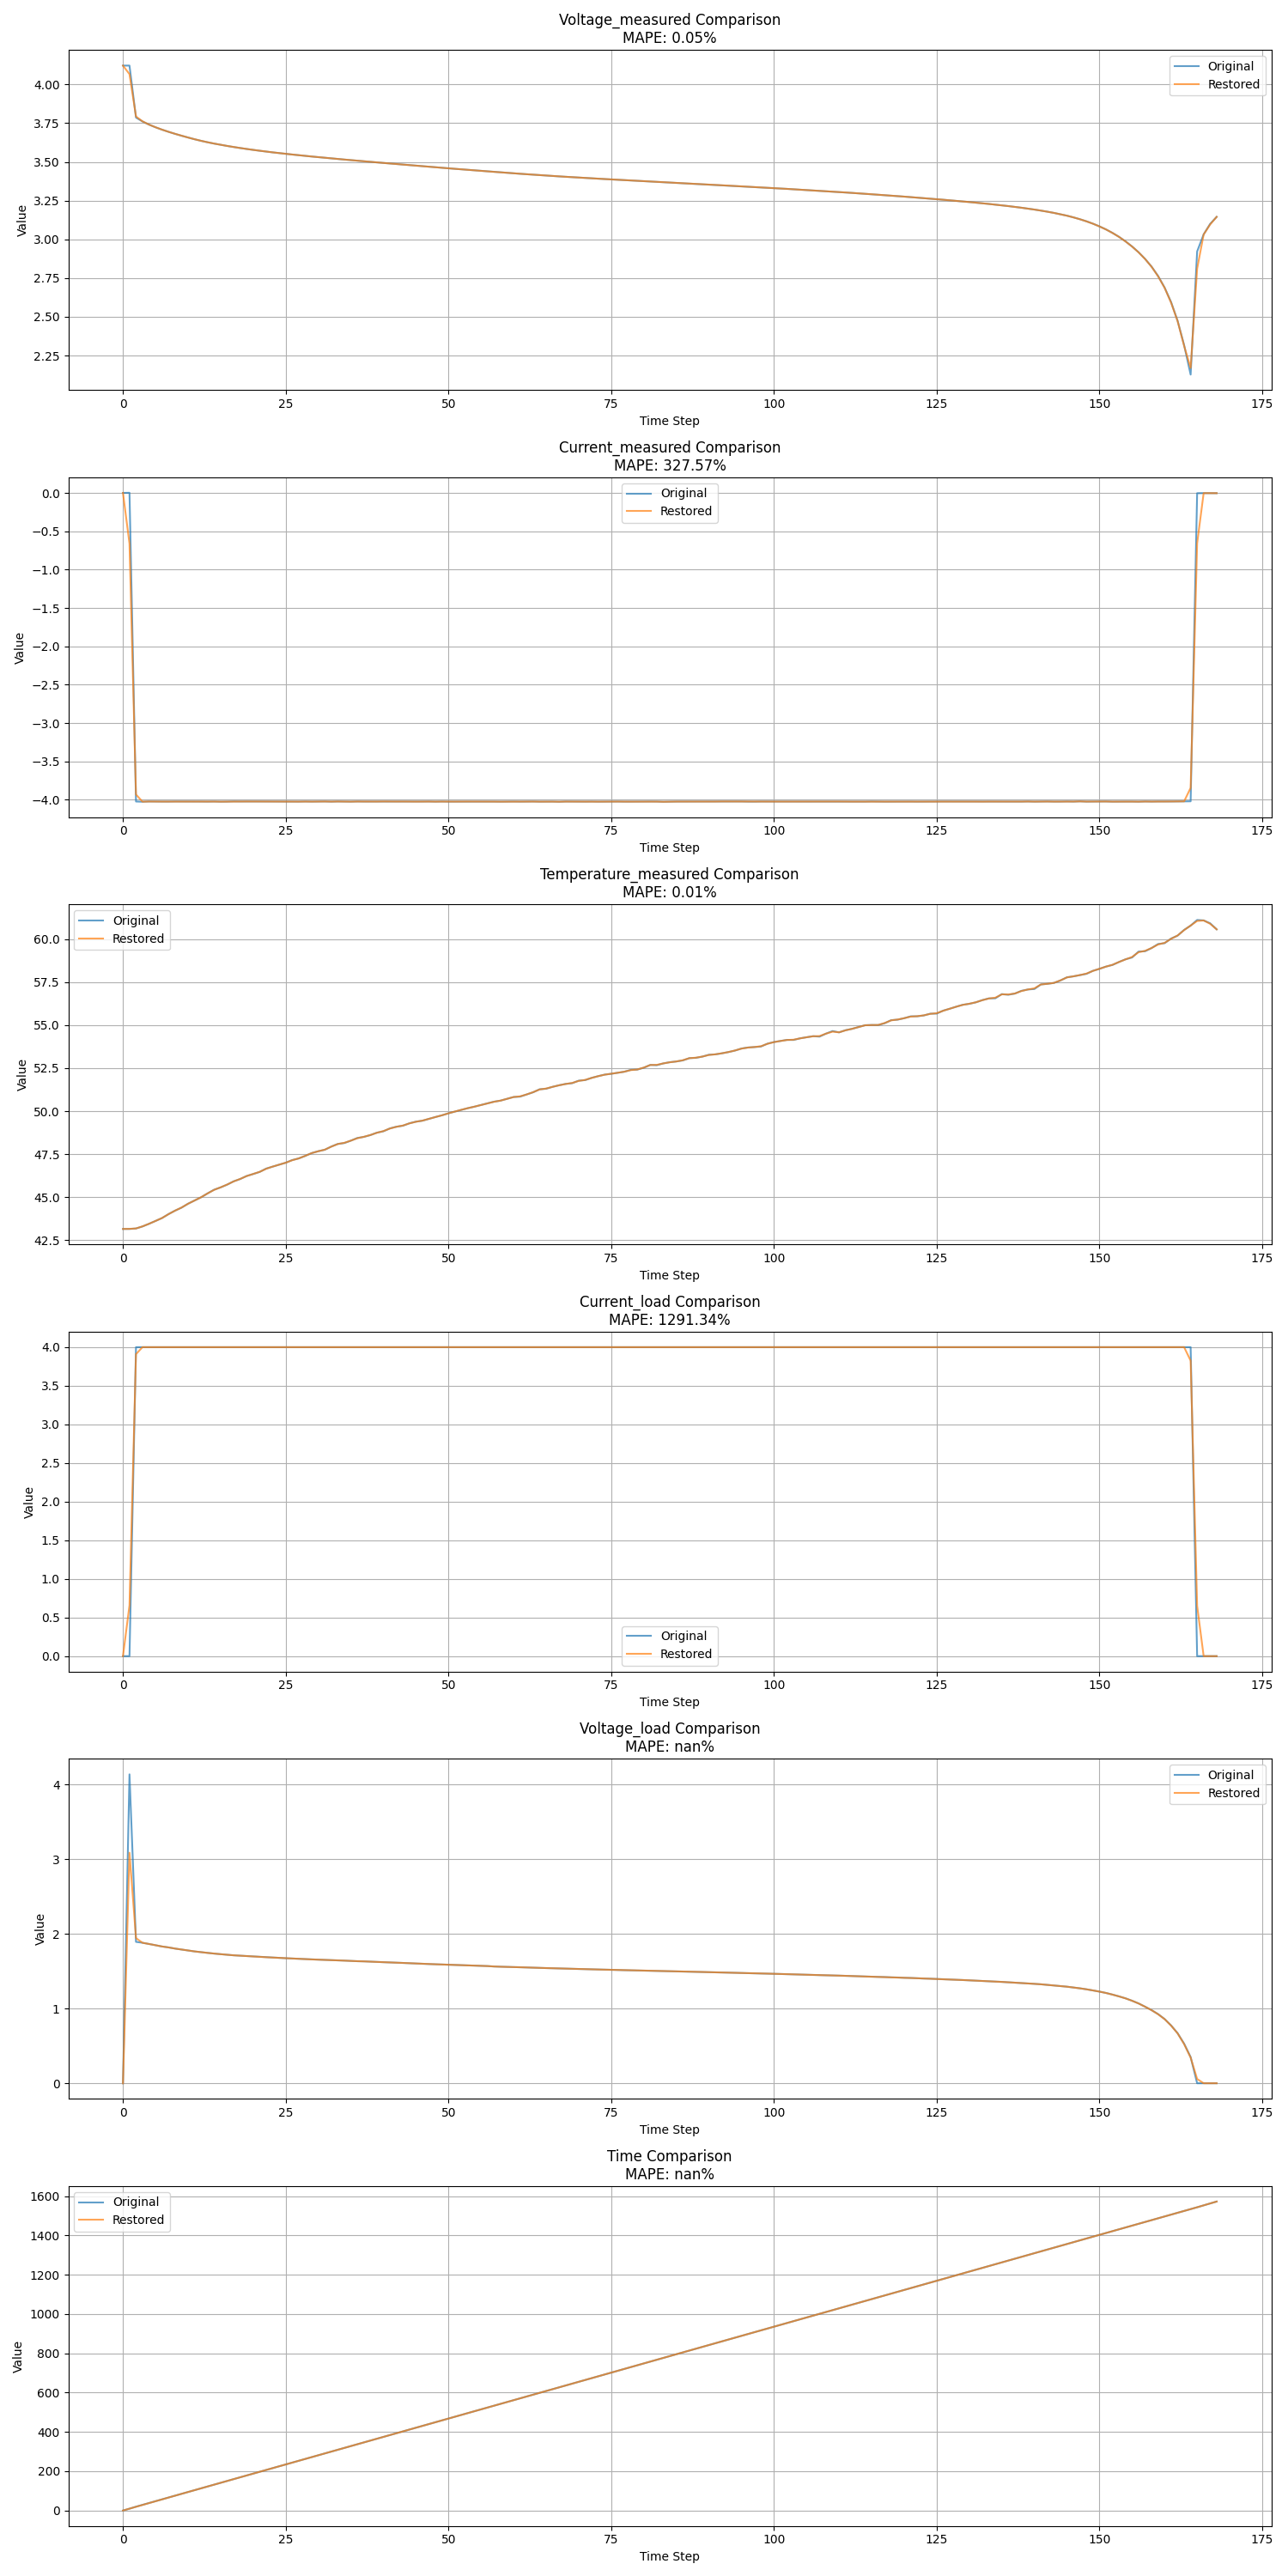 Voltage_measured Comparison
MAPE: 0.05%
Original
Restored
4.00
3.75
3.50
3.25
3.00
2.75
2.50
2.25
Value
0 25 50 75 100 125 150 175
Time Step
Current_measured Comparison
MAPE: 327.57%
Original
Restored
0.0
−0.5
−1.0
−1.5
−2.0
−2.5
−3.0
−3.5
−4.0
Value
0 25 50 75 100 125 150 175
Time Step
Temperature_measured Comparison
MAPE: 0.01%
Original
Restored
60.0
57.5
55.0
52.5
50.0
47.5
45.0
42.5
Value
0 25 50 75 100 125 150 175
Time Step
Current_load Comparison
MAPE: 1291.34%
4.0
3.5
3.0
2.5
2.0
1.5
1.0
0.5
0.0
Value
Original
Restored
0 25 50 75 100 125 150 175
Time Step
Voltage_load Comparison
MAPE: nan%
Original
Restored
4
3
2
1
0
Value
0 25 50 75 100 125 150 175
Time Step
Time Comparison
MAPE: nan%
Original
Restored
1600
1400
1200
1000
800
600
400
200
0
Value
0 25 50 75 100 125 150 175
Time Step